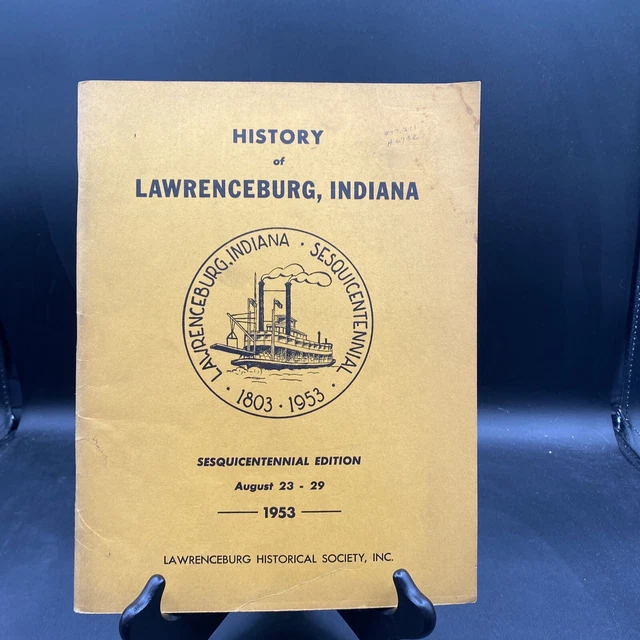 HISTORY
of
LAWRENCEBURG, INDIANA
LAWRENCEBURG, INDIANA · SESQUICENTENNIAL
· 1803 · 1953 ·
SESQUICENTENNIAL EDITION
August 23 - 29
1953
LAWRENCEBURG HISTORICAL SOCIETY, INC.